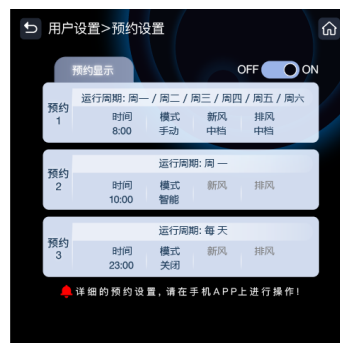 用户设置>预约设置
预约显示
OFF ON
预约1
运行周期: 周一 / 周二 / 周三 / 周四 / 周五 / 周六
时间 模式 新风 排风
8:00 手动 中档 中档
预约2
运行周期: 周 一
时间 模式 新风 排风
10:00 智能
预约3
运行周期: 每 天
时间 模式 新风 排风
23:00 关闭
详细的预约设置, 请在手机APP上进行操作!